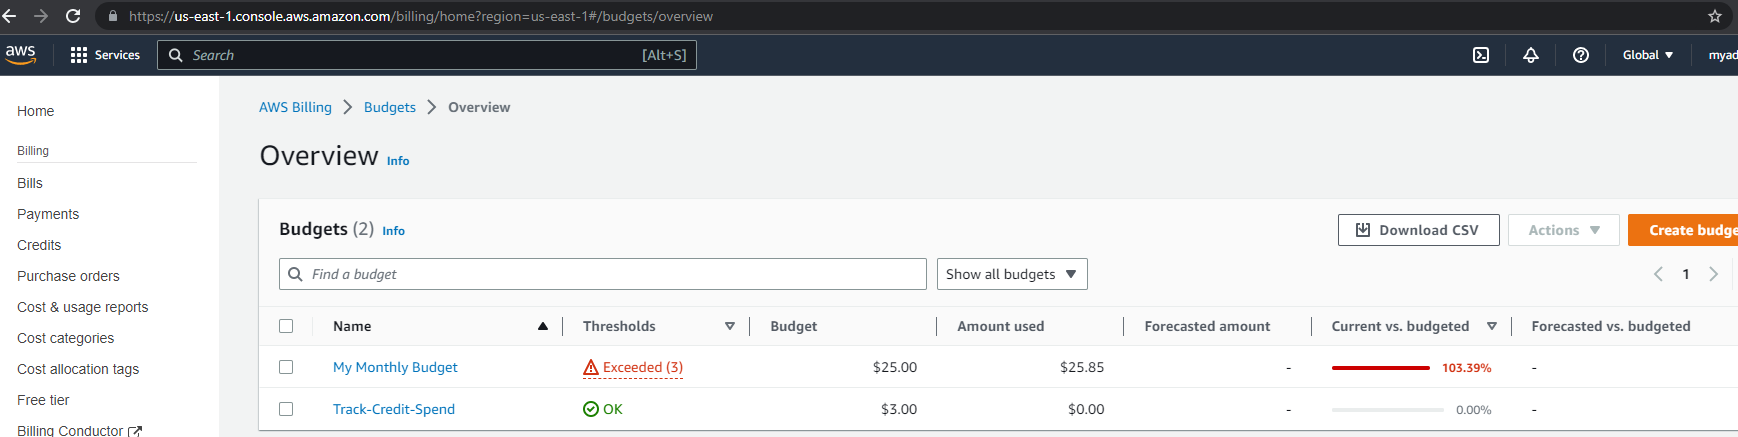 https://us-east-1.console.aws.amazon.com/billing/home?region=us-east-1#/budgets/overview
aws Services Search [Alt+S] Global myad
Home
Billing
Bills
Payments
Credits
Purchase orders
Cost & usage reports
Cost categories
Cost allocation tags
Free tier
Billing Conductor
AWS Billing Budgets Overview
Overview Info
Budgets (2) Info
Download CSV Actions Create budge
Find a budget Show all budgets 1
Name Thresholds Budget Amount used Forecasted amount Current vs. budgeted Forecasted vs. budgeted
My Monthly Budget Exceeded (3) $25.00 $25.85 - 103.39% -
Track-Credit-Spend OK $3.00 $0.00 - 0.00% -